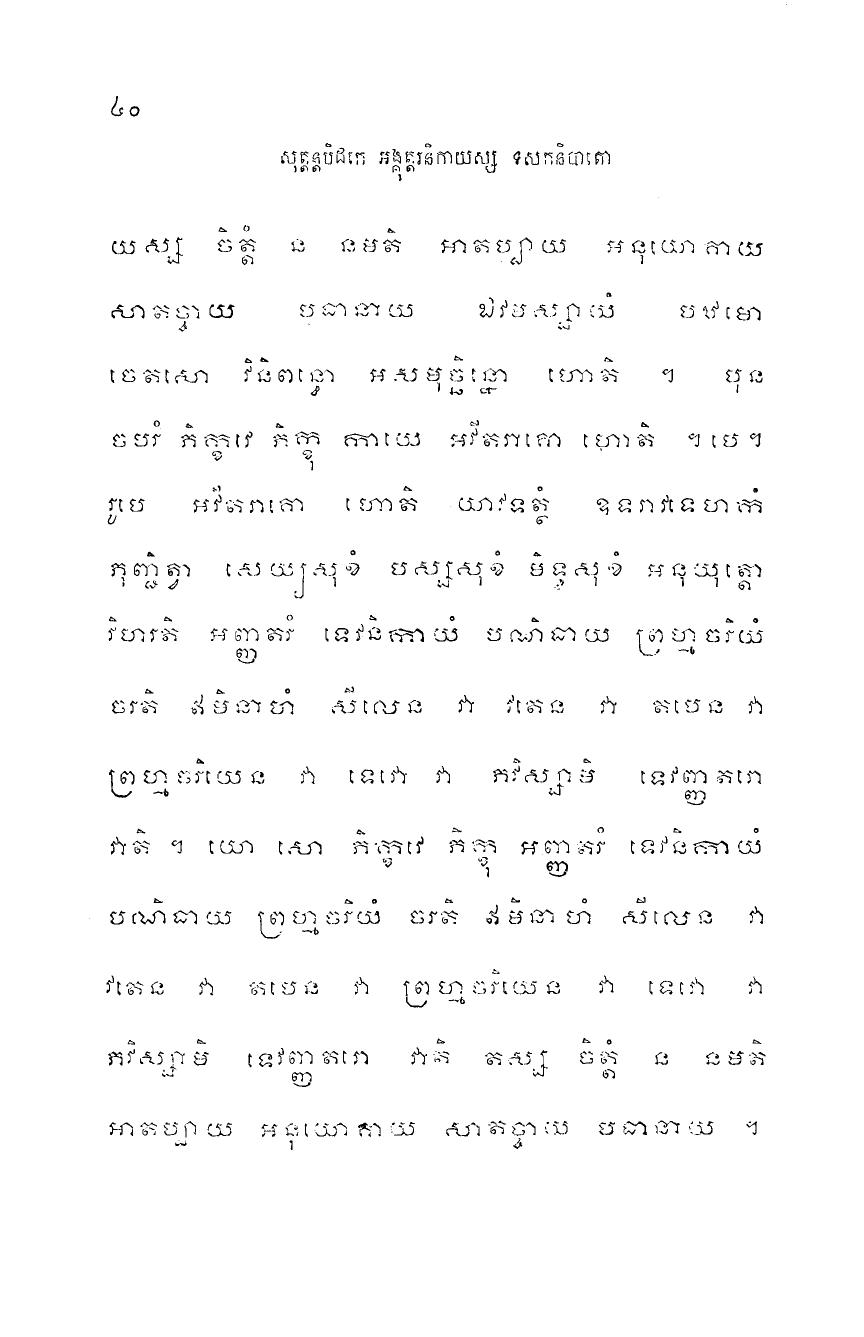 ៤០
សុត្តន្តបិដកេ អង្គុត្តរនិកាយស្ស ទសកនិបាតោ
យស្ស ចិត្តំ ន នមតិ អាតប្បាយ អនុយោគាយ
សាតច្ចាយ បធានាយ ឯវមស្សាយំ បឋមោ
ចេតសោ វិនិពន្ធោ អសមុច្ឆិន្នោ ហោតិ ។ បុន
ចបរំ ភិក្ខវេ ភិក្ខុ កាយេ អវីតរាគោ ហោតិ ។បេ។
រូបេ អវីតរាគោ ហោតិ យាវទត្ថំ ឧទរាវទេហកំ
ភុញ្ជិត្វា សេយ្យសុខំ បស្សសុខំ មិទ្ធសុខំ អនុយុត្តោ
វិហរតិ អញ្ញតរំ ទេវនិកាយំ បណិធាយ ព្រហ្មចរិយំ
ចរតិ ឥមិនាហំ សីលេន វា វតេន វា តបេន វា
ព្រហ្មចរិយេន វា ទេវោ វា ភវិស្សាមិ ទេវញ្ញតរោ
វាតិ ។ យោ សោ ភិក្ខវេ ភិក្ខុ អញ្ញតរំ ទេវនិកាយំ
បណិធាយ ព្រហ្មចរិយំ ចរតិ ឥមិនាហំ សីលេន វា
វតេន វា តបេន វា ព្រហ្មចរិយេន វា ទេវោ វា
ភវិស្សាមិ ទេវញ្ញតរោ វាតិ តស្ស ចិត្តំ ន នមតិ
អាតប្បាយ អនុយោគាយ សាតច្ចាយ បធានាយ ។